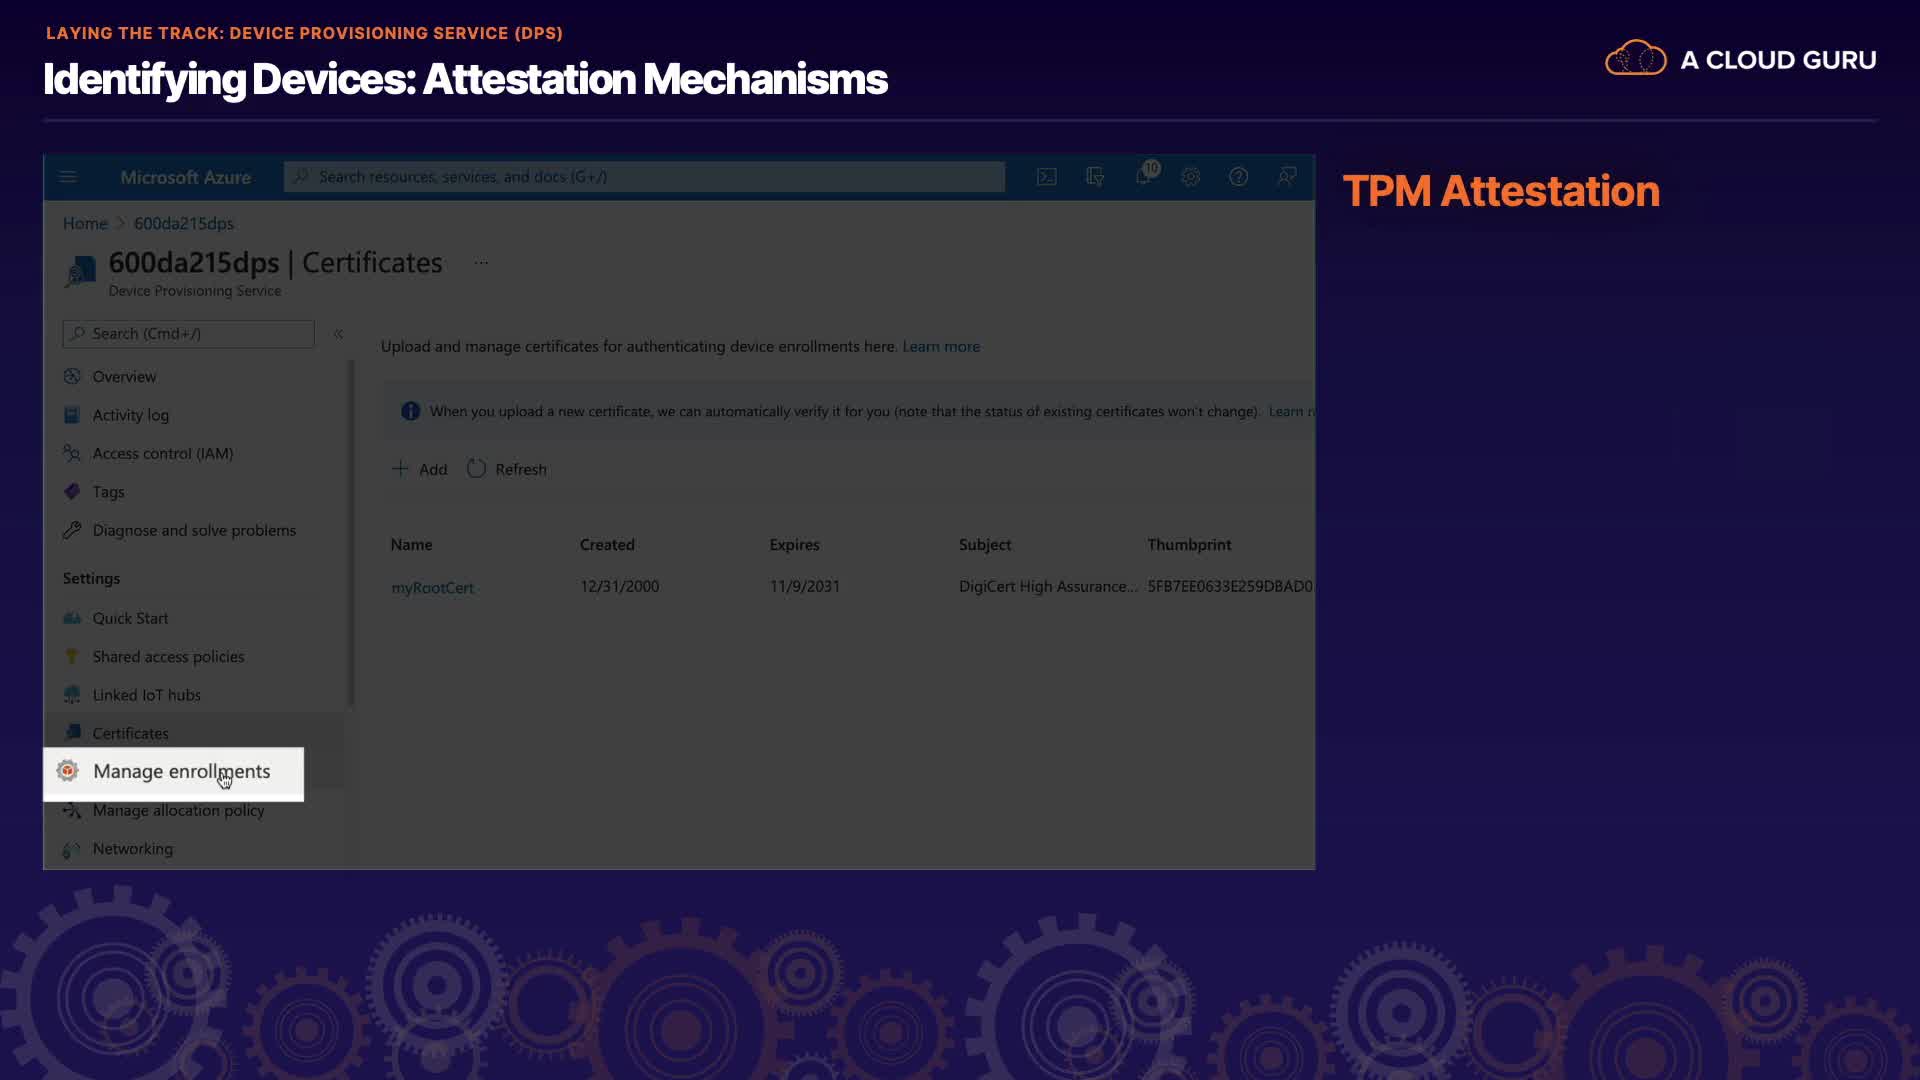 LAYING THE TRACK: DEVICE PROVISIONING SERVICE (DPS)
Identifying Devices: Attestation Mechanisms
A CLOUD GURU
Microsoft Azure
Search resources, services, and docs (G+/)
10
TPM Attestation
Home > 600da215dps
600da215dps | Certificates ...
Device Provisioning Service
Search (Cmd+/)
«
Upload and manage certificates for authenticating device enrollments here. Learn more
Overview
Activity log
When you upload a new certificate, we can automatically verify it for you (note that the status of existing certificates won't change). Learn
Access control (IAM)
+ Add
Refresh
Tags
Diagnose and solve problems
Name Created Expires Subject Thumbprint
myRootCert 12/31/2000 11/9/2031 DigiCert High Assurance... 5FB7EE0633E259DBAD0
Settings
Quick Start
Shared access policies
Linked IoT hubs
Certificates
Manage enrollments
Manage allocation policy
Networking